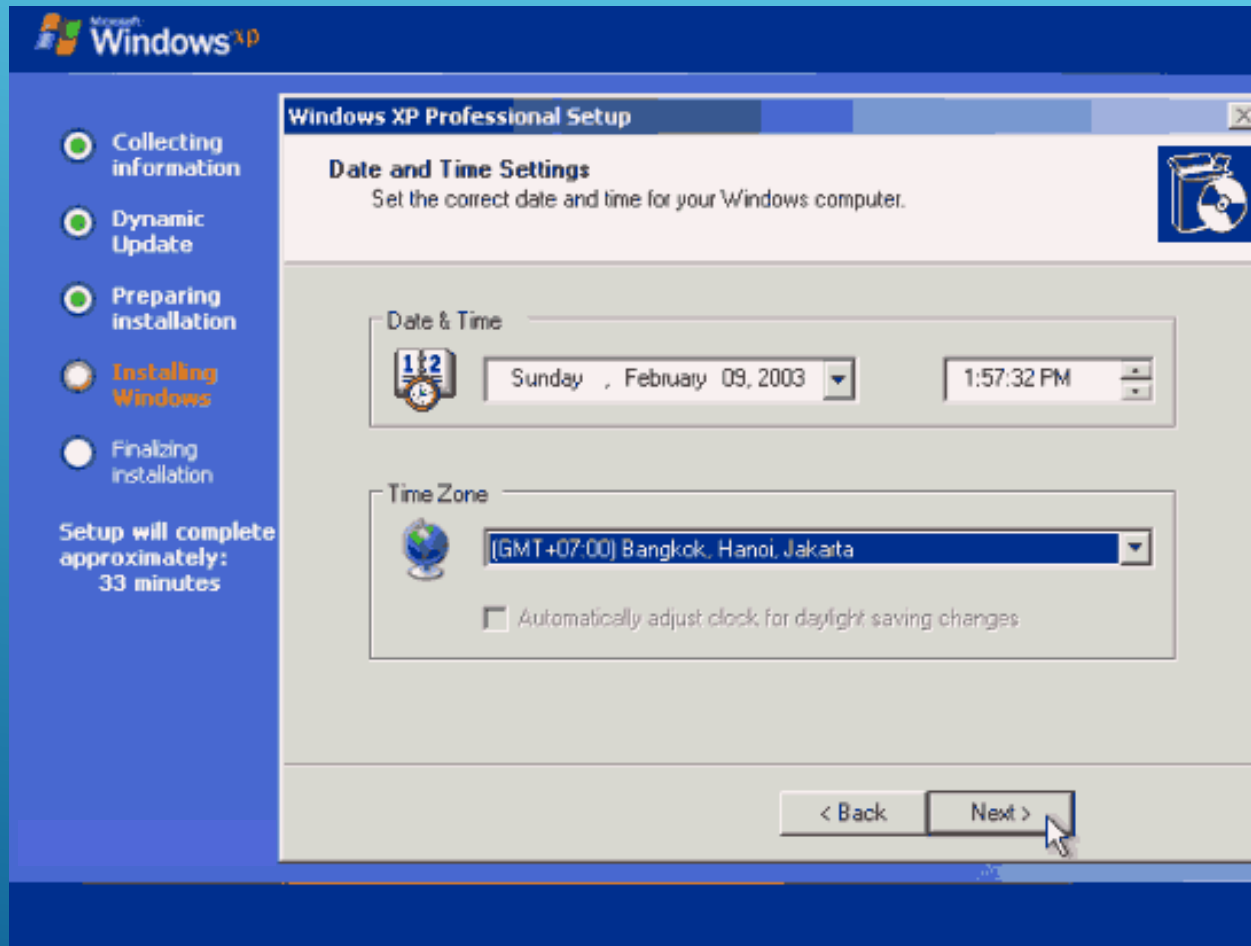 Microsoft
Windows xp
Collecting
information
Dynamic
Update
Preparing
installation
Installing
Windows
Finalizing
installation
Setup will complete
approximately:
33 minutes
Windows XP Professional Setup
Date and Time Settings
Set the correct date and time for your Windows computer.
Date & Time
12
Sunday , February 09, 2003
1:57:32 PM
Time Zone
(GMT+07:00) Bangkok, Hanoi, Jakarta
Automatically adjust clock for daylight saving changes
< Back
Next >